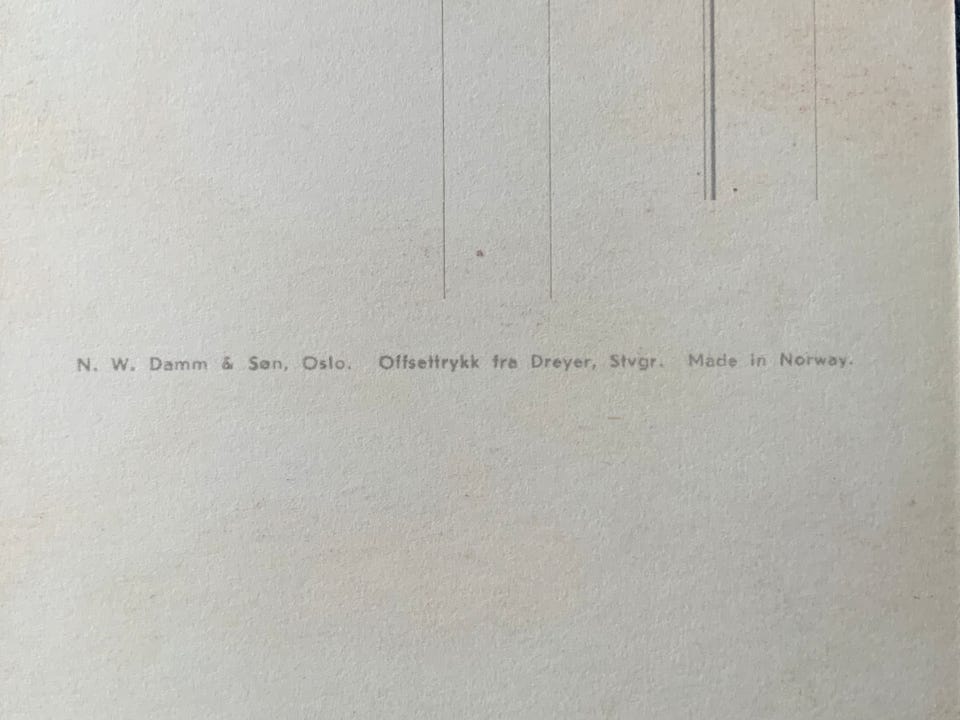 N. W. Damm & Søn, Oslo. Offsettrykk fra Dreyer, Stvgr. Made in Norway.